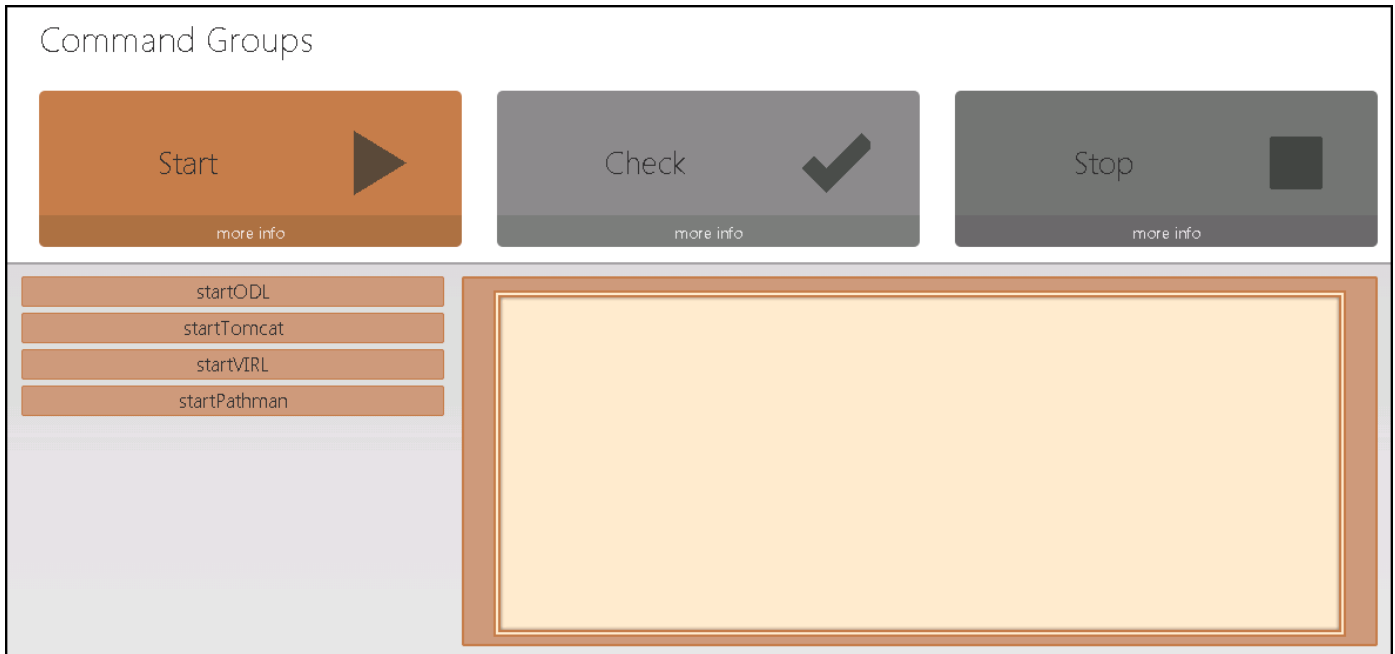 Command Groups
Start
Check
Stop
more info
more info
more info
startODL
startTomcat
startVIRL
startPathman